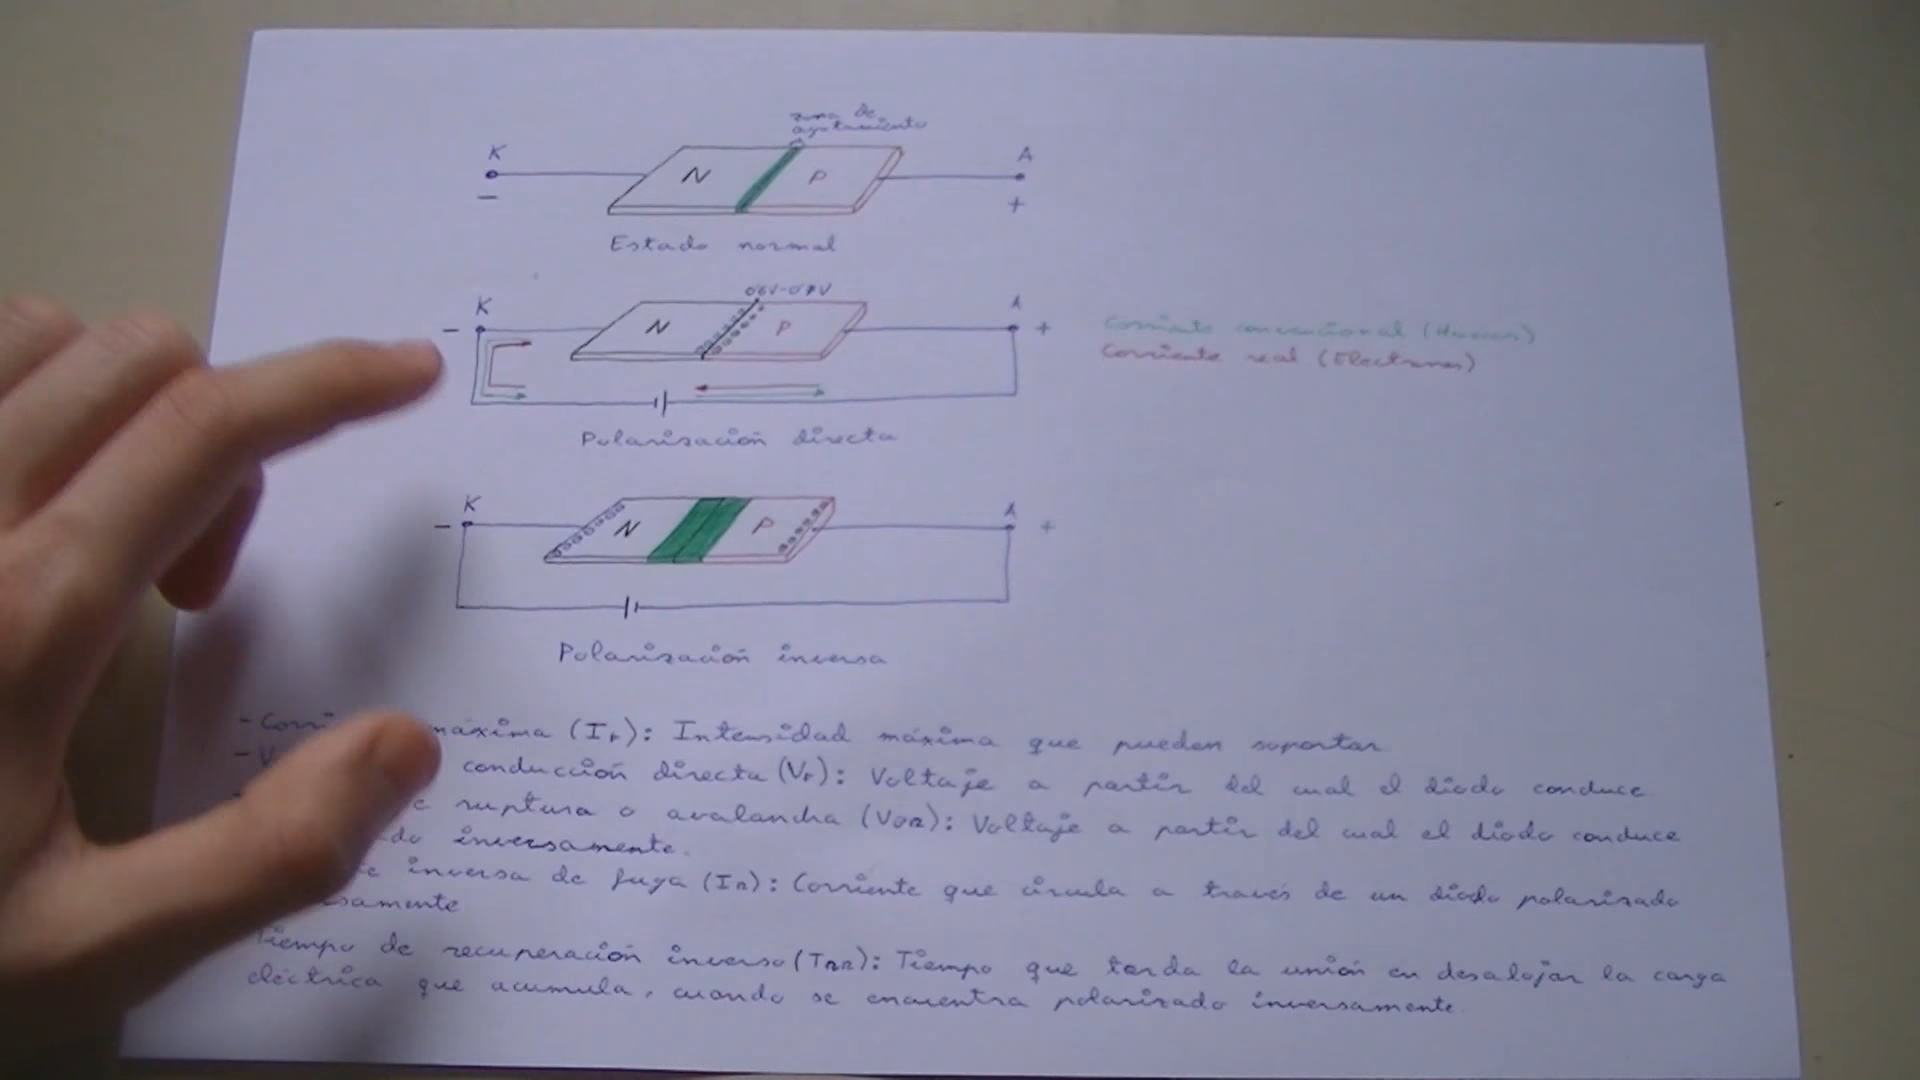 zona de
agotamiento
K A
N P
- +
Estado normal
0'6V-0'7V
K A
- N P +
Corriente convencional (Huecos)
Corriente real (Electrones)
Polarización directa
K A
- N P +
Polarización inversa
- Corri máxima (IF): Intensidad máxima que pueden soportar
- V conducción directa (VF): Voltaje a partir del cual el diodo conduce
ruptura o avalancha (VBR): Voltaje a partir del cual el diodo conduce
do inversamente.
inversa de fuga (IR): Corriente que circula a través de un diodo polarizado
samente
Tiempo de recuperación inverso (TRR): Tiempo que tarda la unión en desalojar la carga
eléctrica que acumula, cuando se encuentra polarizado inversamente.